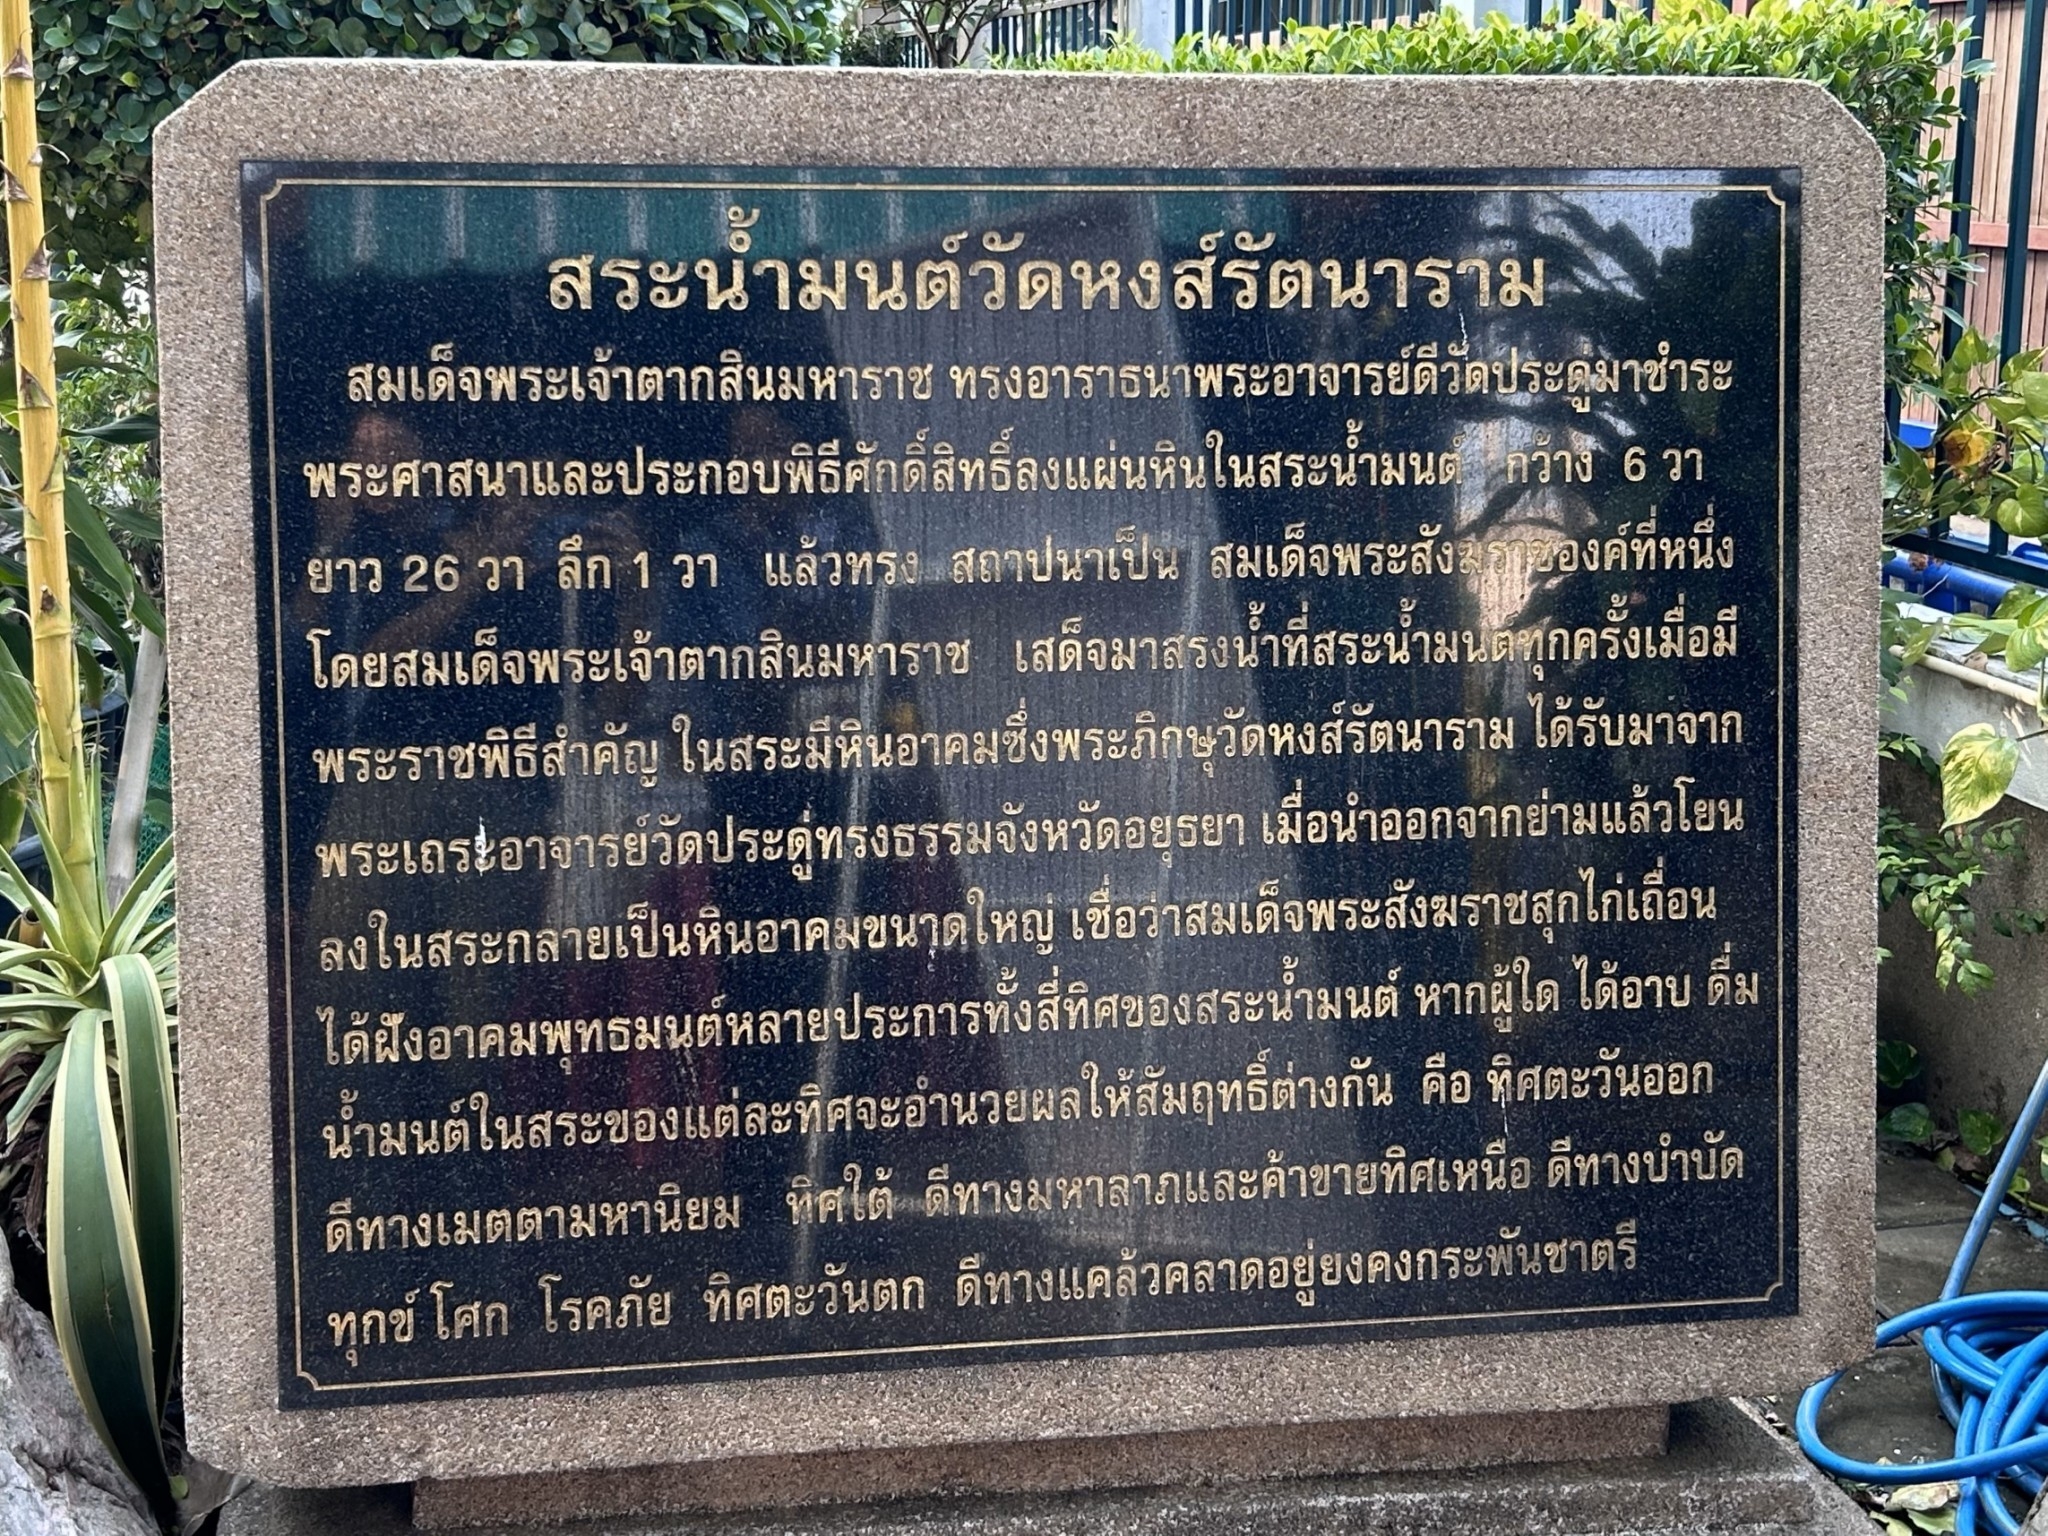 สระน้ำมนต์วัดหงส์รัตนาราม
สมเด็จพระเจ้าตากสินมหาราช ทรงอาราธนาพระอาจารย์ดีวัดประดู่มาชำระ
พระศาสนาและประกอบพิธีศักดิ์สิทธิ์ลงแผ่นหินในสระน้ำมนต์ กว้าง 6 วา
ยาว 26 วา ลึก 1 วา แล้วทรง สถาปนาเป็น สมเด็จพระสังฆราชองค์ที่หนึ่ง
โดยสมเด็จพระเจ้าตากสินมหาราช เสด็จมาสรงน้ำที่สระน้ำมนต์ทุกครั้งเมื่อมี
พระราชพิธีสำคัญ ในสระมีหินอาคมซึ่งพระภิกษุวัดหงส์รัตนาราม ได้รับมาจาก
พระเถระอาจารย์วัดประดู่ทรงธรรมจังหวัดอยุธยา เมื่อนำออกจากย่ามแล้วโยน
ลงในสระกลายเป็นหินอาคมขนาดใหญ่ เชื่อว่าสมเด็จพระสังฆราชสุกไก่เถื่อน
ได้ฝังอาคมพุทธมนต์หลายประการทั้งสี่ทิศของสระน้ำมนต์ หากผู้ใด ได้อาบ ดื่ม
น้ำมนต์ในสระของแต่ละทิศจะอำนวยผลให้สัมฤทธิ์ต่างกัน คือ ทิศตะวันออก
ดีทางเมตตามหานิยม ทิศใต้ ดีทางมหาลาภและค้าขายทิศเหนือ ดีทางบำบัด
ทุกข์ โศก โรคภัย ทิศตะวันตก ดีทางแคล้วคลาดอยู่ยงคงกระพันชาตรี